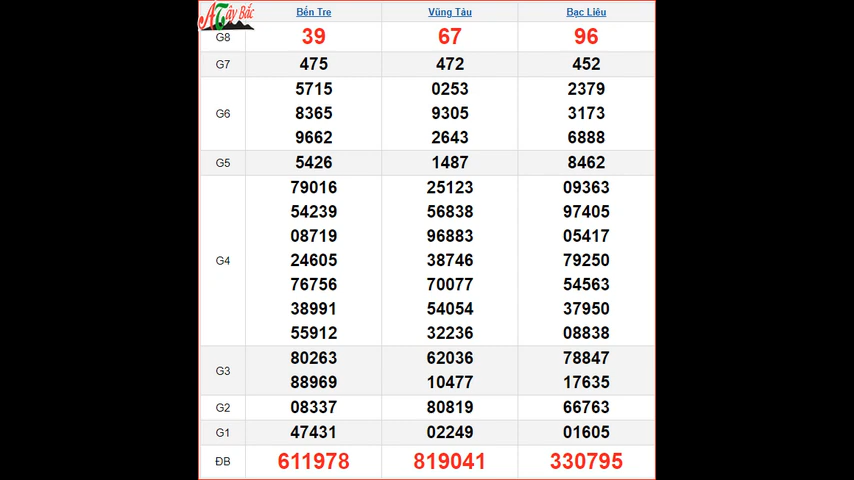 ATây Bắc
Bến Tre Vũng Tàu Bạc Liêu
G8 39 67 96
G7 475 472 452
5715 0253 2379
G6 8365 9305 3173
9662 2643 6888
G5 5426 1487 8462
79016 25123 09363
54239 56838 97405
08719 96883 05417
G4 24605 38746 79250
76756 70077 54563
38991 54054 37950
55912 32236 08838
G3 80263 62036 78847
88969 10477 17635
G2 08337 80819 66763
G1 47431 02249 01605
ĐB 611978 819041 330795